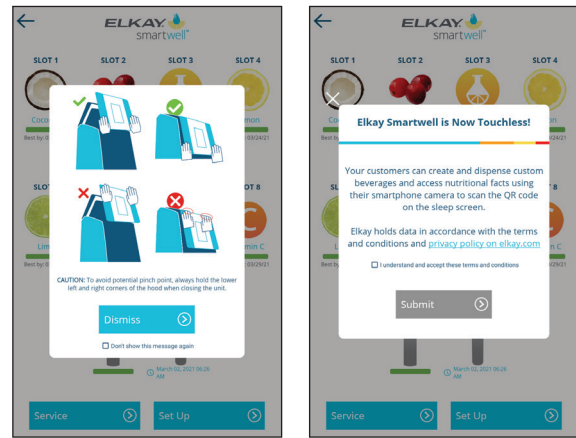 ELKAY
smartwell
SLOT 1 SLOT 2 SLOT 3 SLOT 4
CAUTION: To avoid potential pinch point, always hold the lower
left and right corners of the hood when closing the unit.
Dismiss
Don't show this message again
March 02, 2021 06:26
AM
Service Set Up
ELKAY
smartwell
SLOT 1 SLOT 2 SLOT 3 SLOT 4
Elkay Smartwell is Now Touchless!
Your customers can create and dispense custom
beverages and access nutritional facts using
their smartphone camera to scan the QR code
on the sleep screen.
Elkay holds data in accordance with the terms
and conditions and privacy policy on elkay.com
I understand and accept these terms and conditions
Submit
March 02, 2021 06:26
AM
Service Set Up